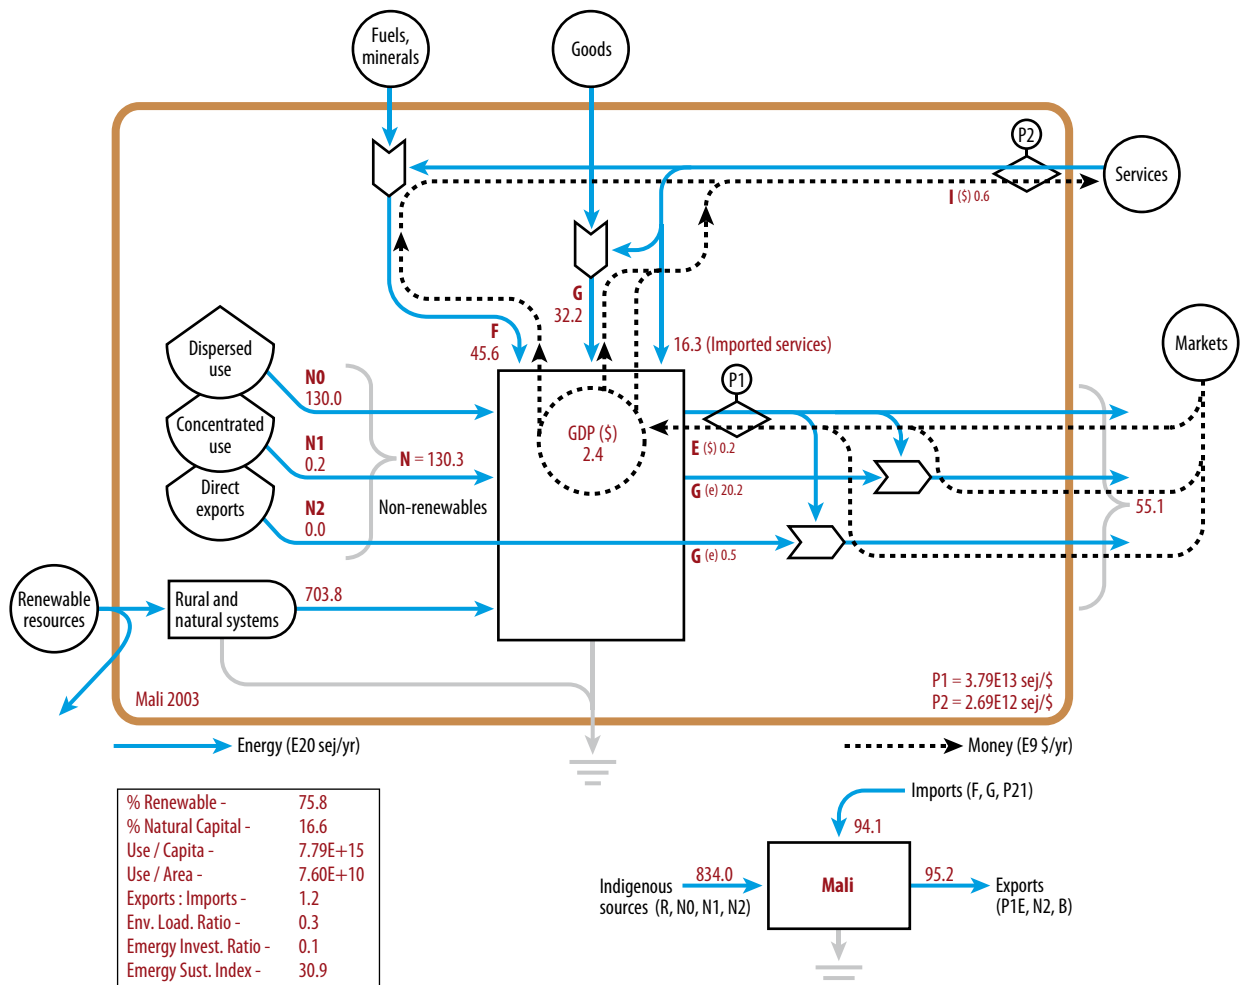 Fuels,
minerals
Goods
P2
Services
I ($) 0.6
G
32.2
F
45.6
16.3 (Imported services)
Markets
Dispersed
use
N0
130.0
P1
Concentrated
use
N1
0.2
N = 130.3
GDP ($)
2.4
E ($) 0.2
Direct
exports
N2
0.0
Non-renewables
G (e) 20.2
55.1
G (e) 0.5
Renewable
resources
Rural and
natural systems
703.8
Mali 2003
P1 = 3.79E13 sej/$
P2 = 2.69E12 sej/$
Energy (E20 sej/yr)
Money (E9 $/yr)
% Renewable - 75.8
% Natural Capital - 16.6
Use / Capita - 7.79E+15
Use / Area - 7.60E+10
Exports : Imports - 1.2
Env. Load. Ratio - 0.3
Emergy Invest. Ratio - 0.1
Emergy Sust. Index - 30.9
Imports (F, G, P21)
94.1
Indigenous
sources (R, N0, N1, N2)
834.0
Mali
95.2
Exports
(P1E, N2, B)